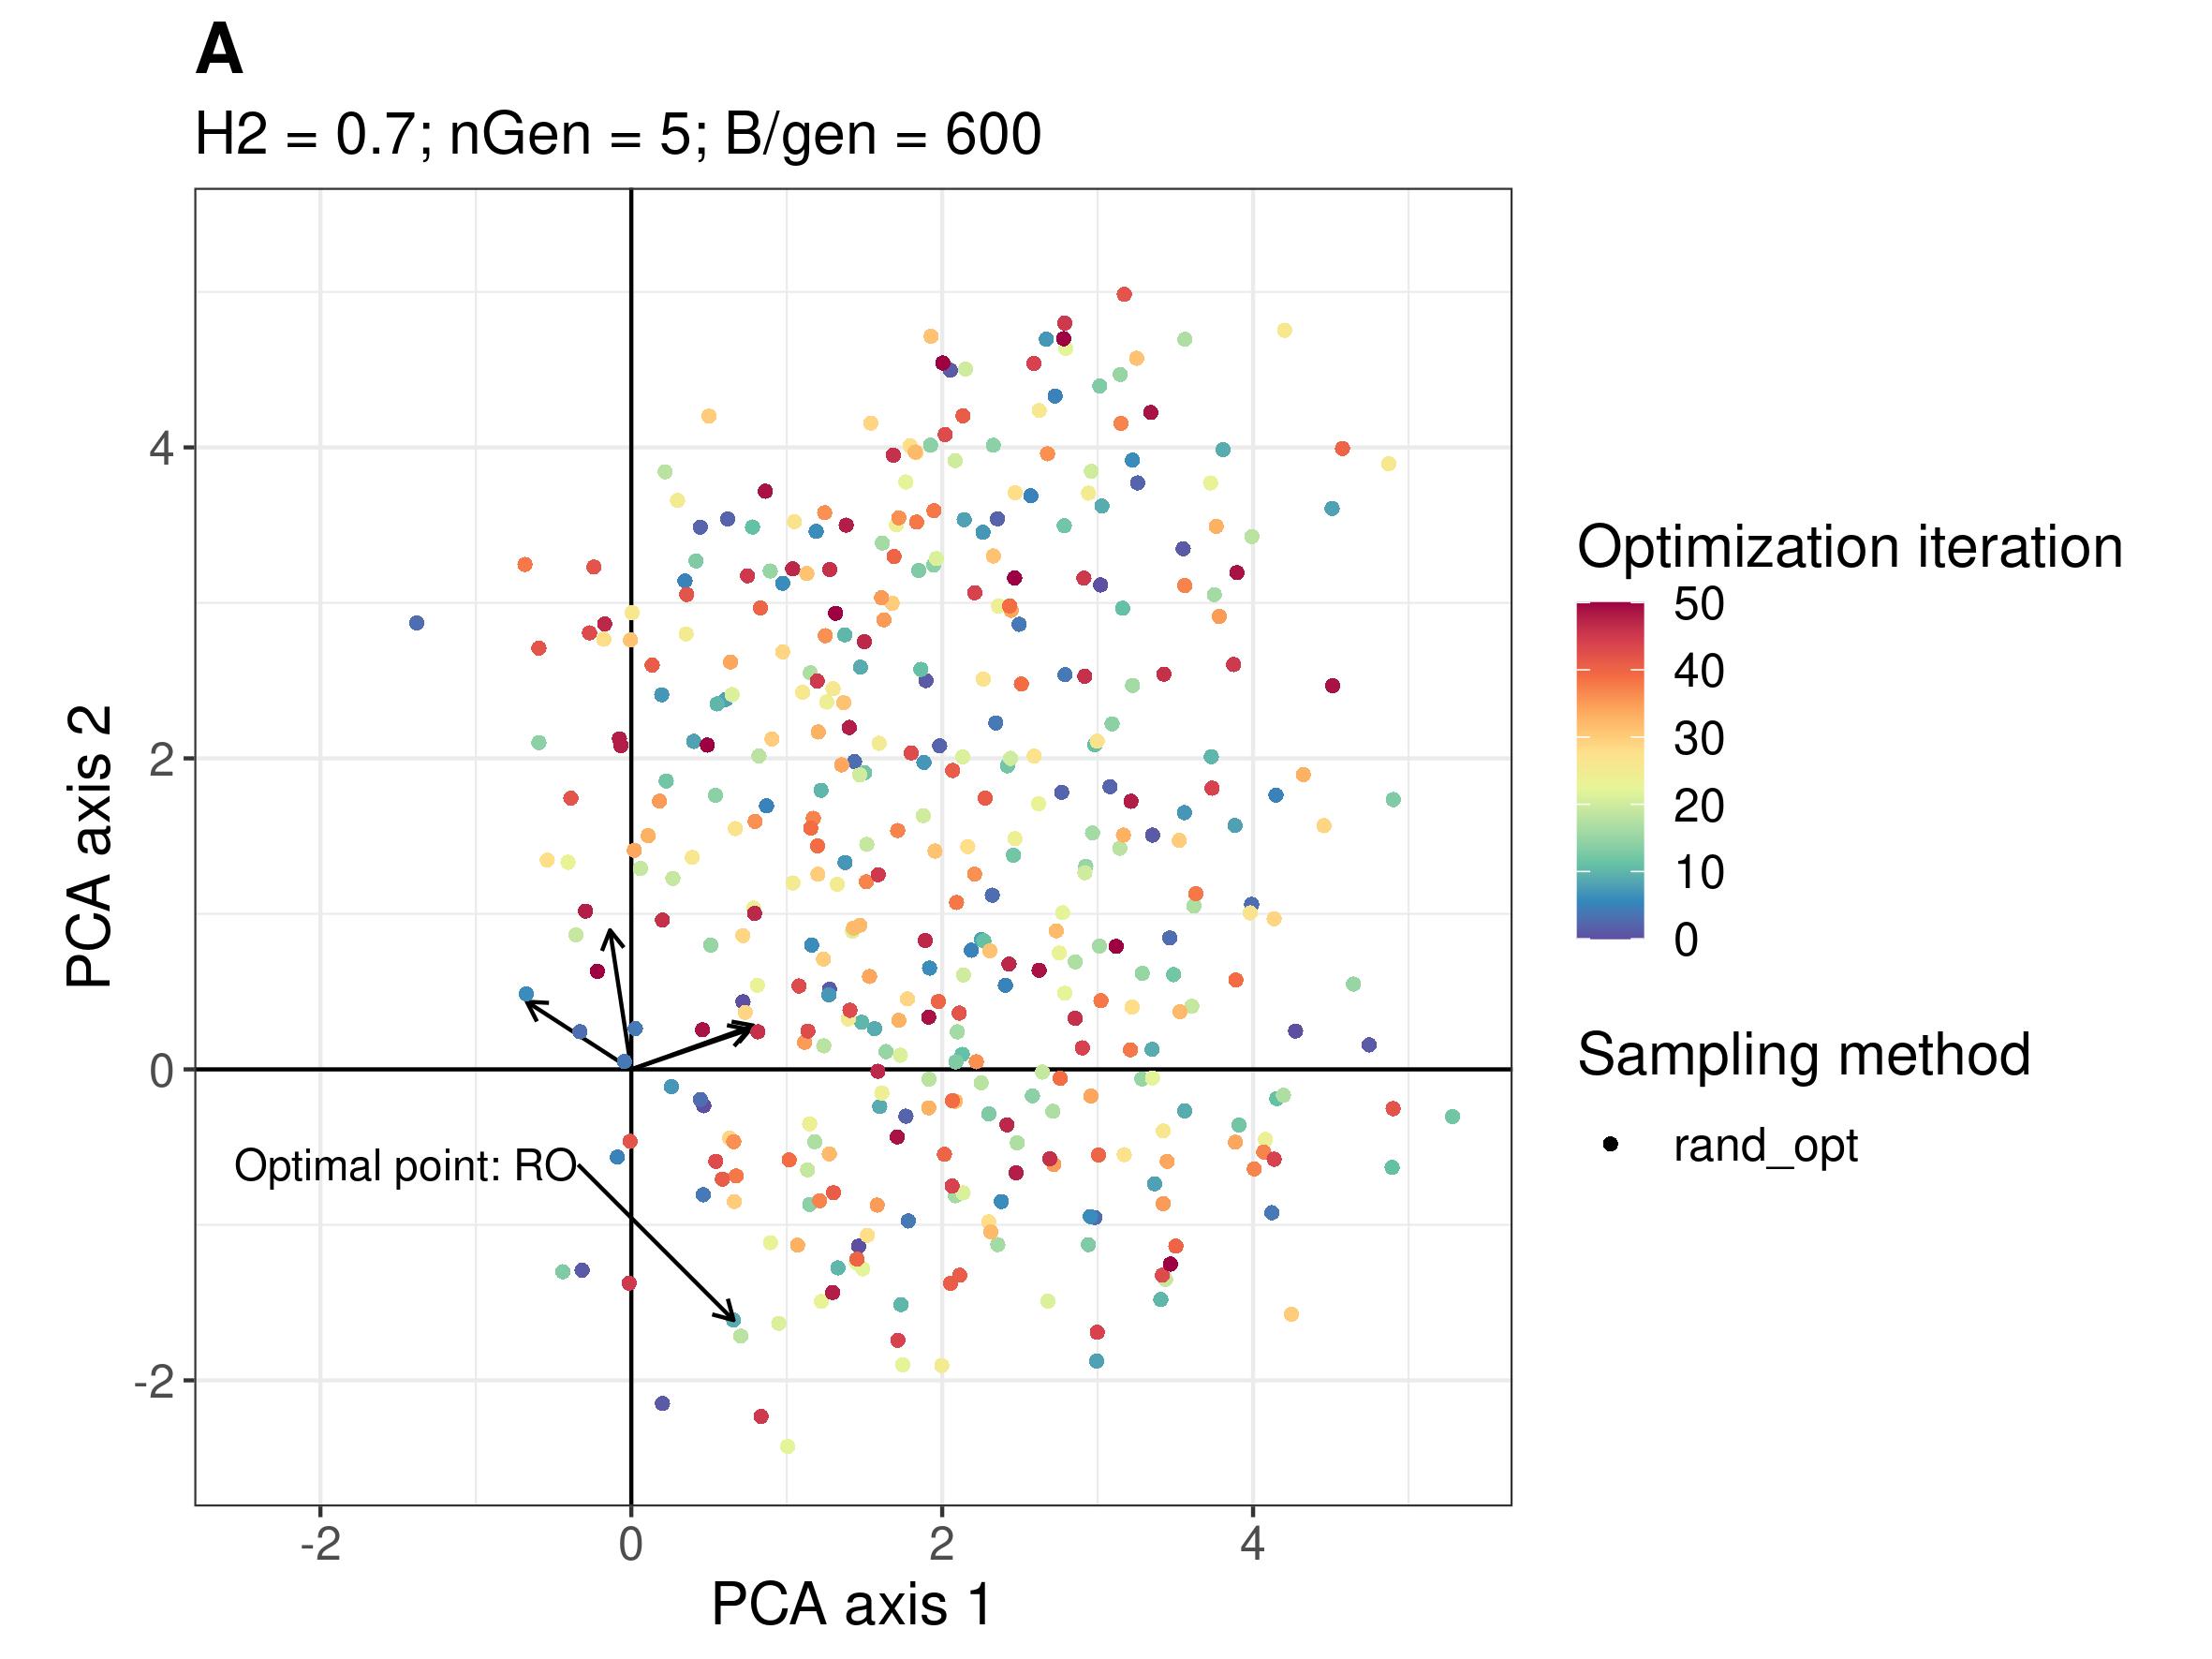 A
H2 = 0.7; nGen = 5; B/gen = 600
PCA axis 2
4
2
0
-2
Optimal point: RO
-2
0
2
4
PCA axis 1
Optimization iteration
50
40
30
20
10
0
Sampling method
rand_opt